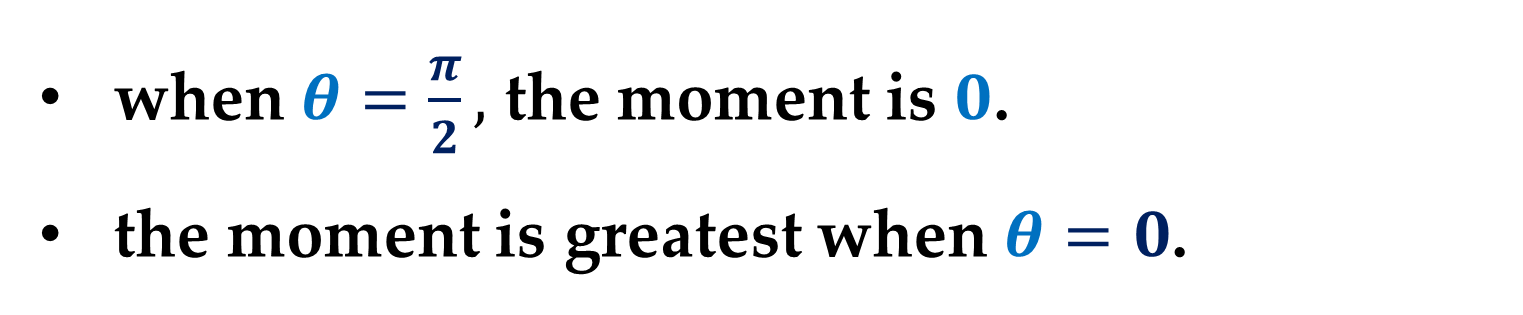 • when θ = π/2, the moment is 0.
• the moment is greatest when θ = 0.